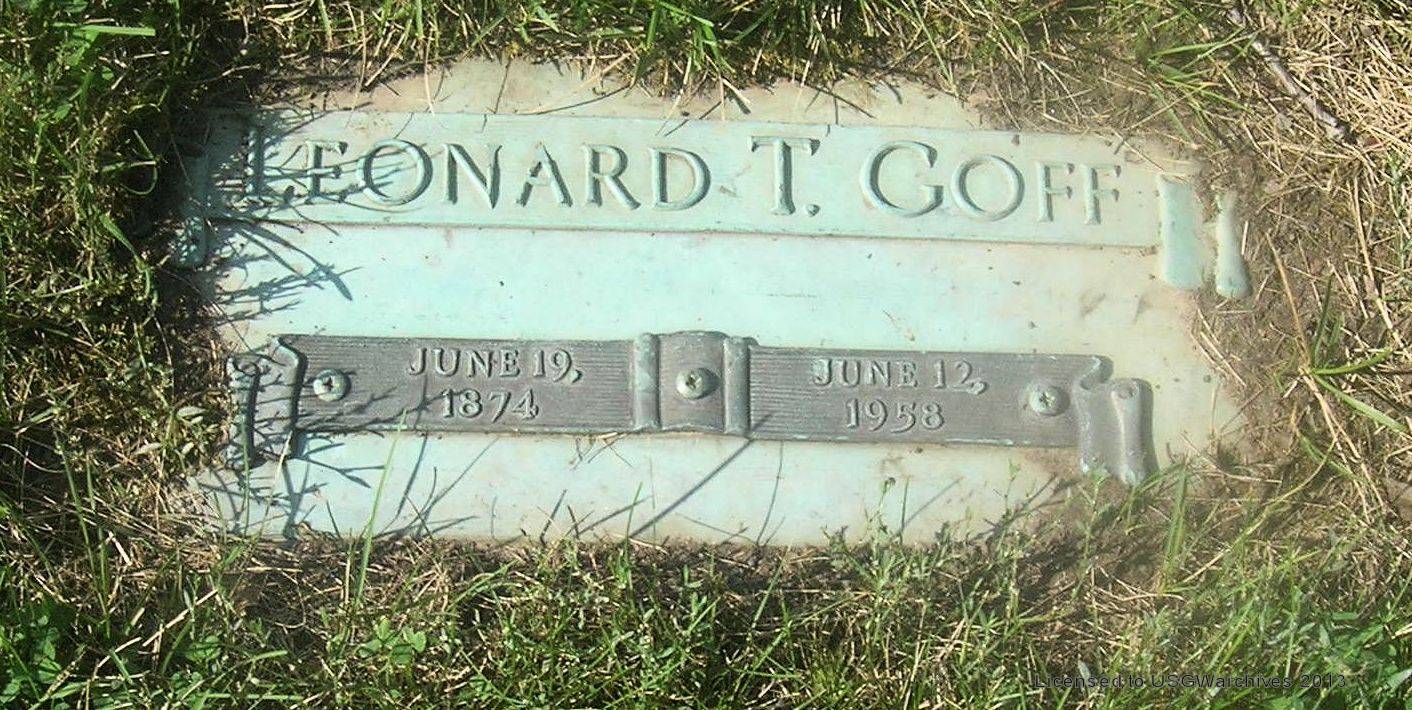 LEONARD T. GOFF
JUNE 19,
1874
JUNE 12,
1958
Licensed to USGWarchives 2013